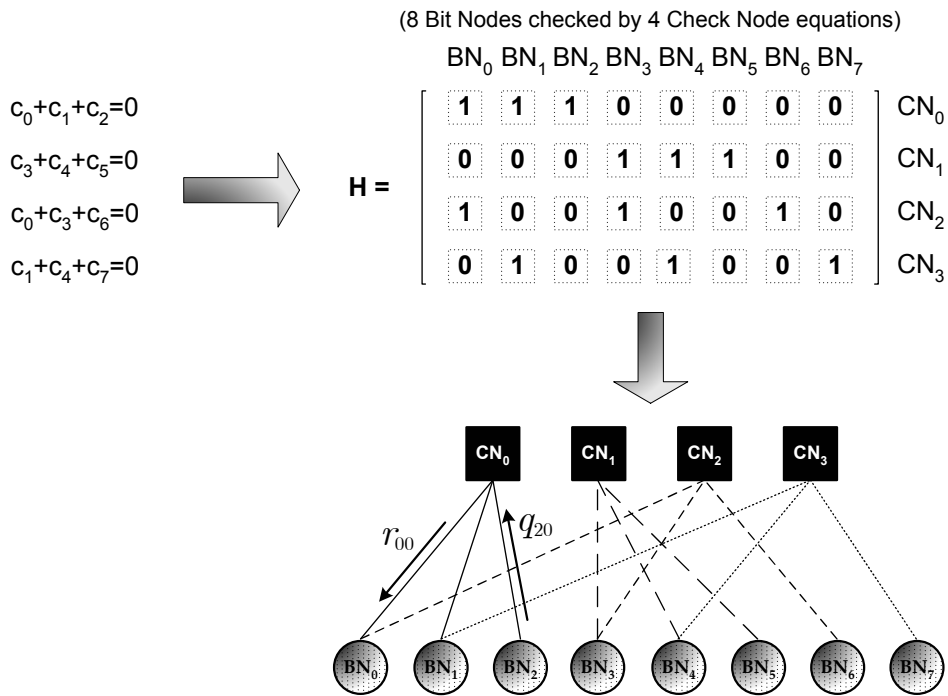 (8 Bit Nodes checked by 4 Check Node equations)
BN₀ BN₁ BN₂ BN₃ BN₄ BN₅ BN₆ BN₇
c₀+c₁+c₂=0
1 1 1 0 0 0 0 0 CN₀
c₃+c₄+c₅=0
0 0 0 1 1 1 0 0 CN₁
H =
c₀+c₃+c₆=0
1 0 0 1 0 0 1 0 CN₂
c₁+c₄+c₇=0
0 1 0 0 1 0 0 1 CN₃
CN₀ CN₁ CN₂ CN₃
r₀₀ q₂₀
BN₀ BN₁ BN₂ BN₃ BN₄ BN₅ BN₆ BN₇